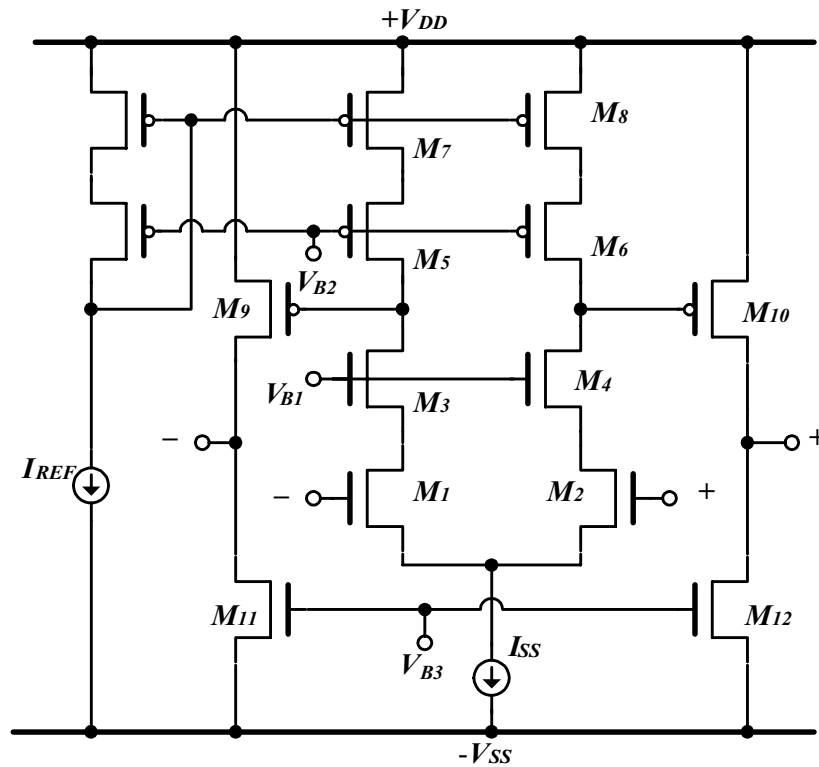 +VDD
M8
M7
M5
M6
VB2
M9
M10
VB1
M3
M4
−
+
IREF
−
M1
M2
+
M11
M12
VB3
ISS
-VSS